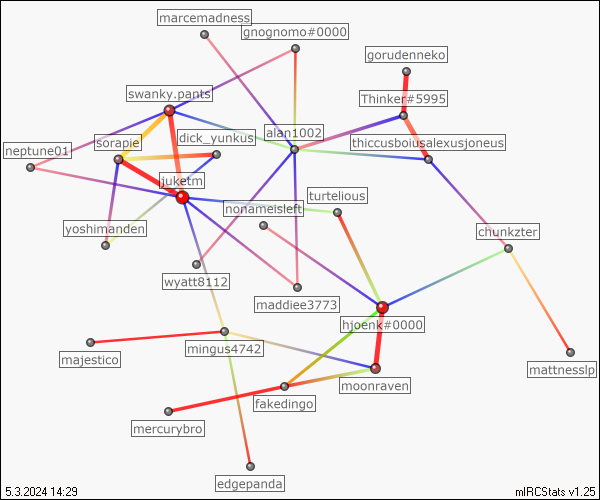 marcemadness
gnognomo#0000
gorudenneko
swanky.pants
Thinker#5995
alan1002
dick_yunkus
sorapie
thiccusboiusalexusjoneus
neptune01
juketm
turtelious
nonameisleft
yoshimanden
chunkzter
wyatt8112
maddiee3773
hjoenk#0000
mingus4742
majestico
mattnesslp
moonraven
fakedingo
mercurybro
edgepanda
5.3.2024 14:29
mIRCStats v1.25